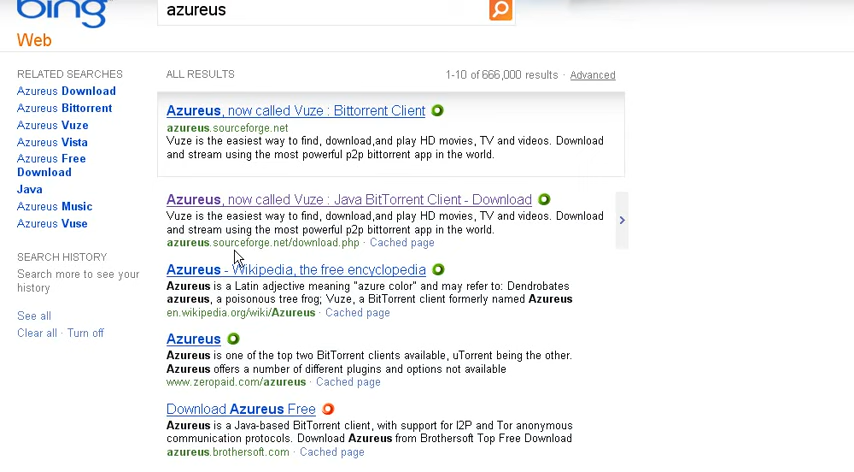 bing
azureus
Web
RELATED SEARCHES
Azureus Download
Azureus Bittorrent
Azureus Vuze
Azureus Vista
Azureus Free
Download
Java
Azureus Music
Azureus Vuse
SEARCH HISTORY
Search more to see your
history
See all
Clear all · Turn off
ALL RESULTS
1-10 of 666,000 results · Advanced
Azureus, now called Vuze : Bittorrent Client
azureus.sourceforge.net
Vuze is the easiest way to find, download,and play HD movies, TV and videos. Download
and stream using the most powerful p2p bittorrent app in the world.
Azureus, now called Vuze : Java BitTorrent Client - Download
Vuze is the easiest way to find, download,and play HD movies, TV and videos. Download
and stream using the most powerful p2p bittorrent app in the world.
azureus.sourceforge.net/download.php · Cached page
Azureus - Wikipedia, the free encyclopedia
Azureus is a Latin adjective meaning "azure color" and may refer to: Dendrobates
azureus, a poisonous tree frog; Vuze, a BitTorrent client formerly named Azureus
en.wikipedia.org/wiki/Azureus · Cached page
Azureus
Azureus is one of the top two BitTorrent clients available, uTorrent being the other.
Azureus offers a number of different plugins and options not available
www.zeropaid.com/azureus · Cached page
Download Azureus Free
Azureus is a Java-based BitTorrent client, with support for I2P and Tor anonymous
communication protocols. Download Azureus from Brothersoft Top Free Download
azureus.brothersoft.com · Cached page